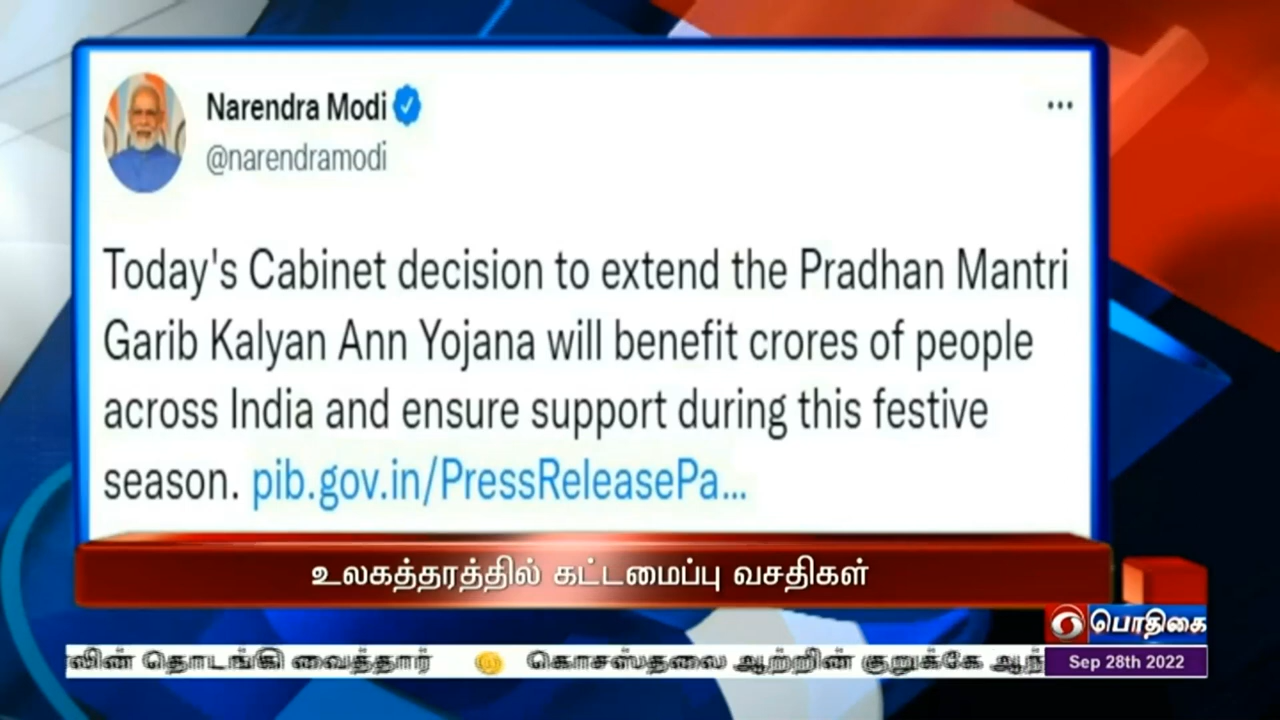 Narendra Modi
@narendramodi
Today's Cabinet decision to extend the Pradhan Mantri
Garib Kalyan Ann Yojana will benefit crores of people
across India and ensure support during this festive
season. pib.gov.in/PressReleasePa...
உலகத்தரத்தில் கட்டமைப்பு வசதிகள்
பொதிகை
தொடங்கி வைத்தார் கொசஸ்தலை ஆற்றின் குறுக்கே
Sep 28th 2022